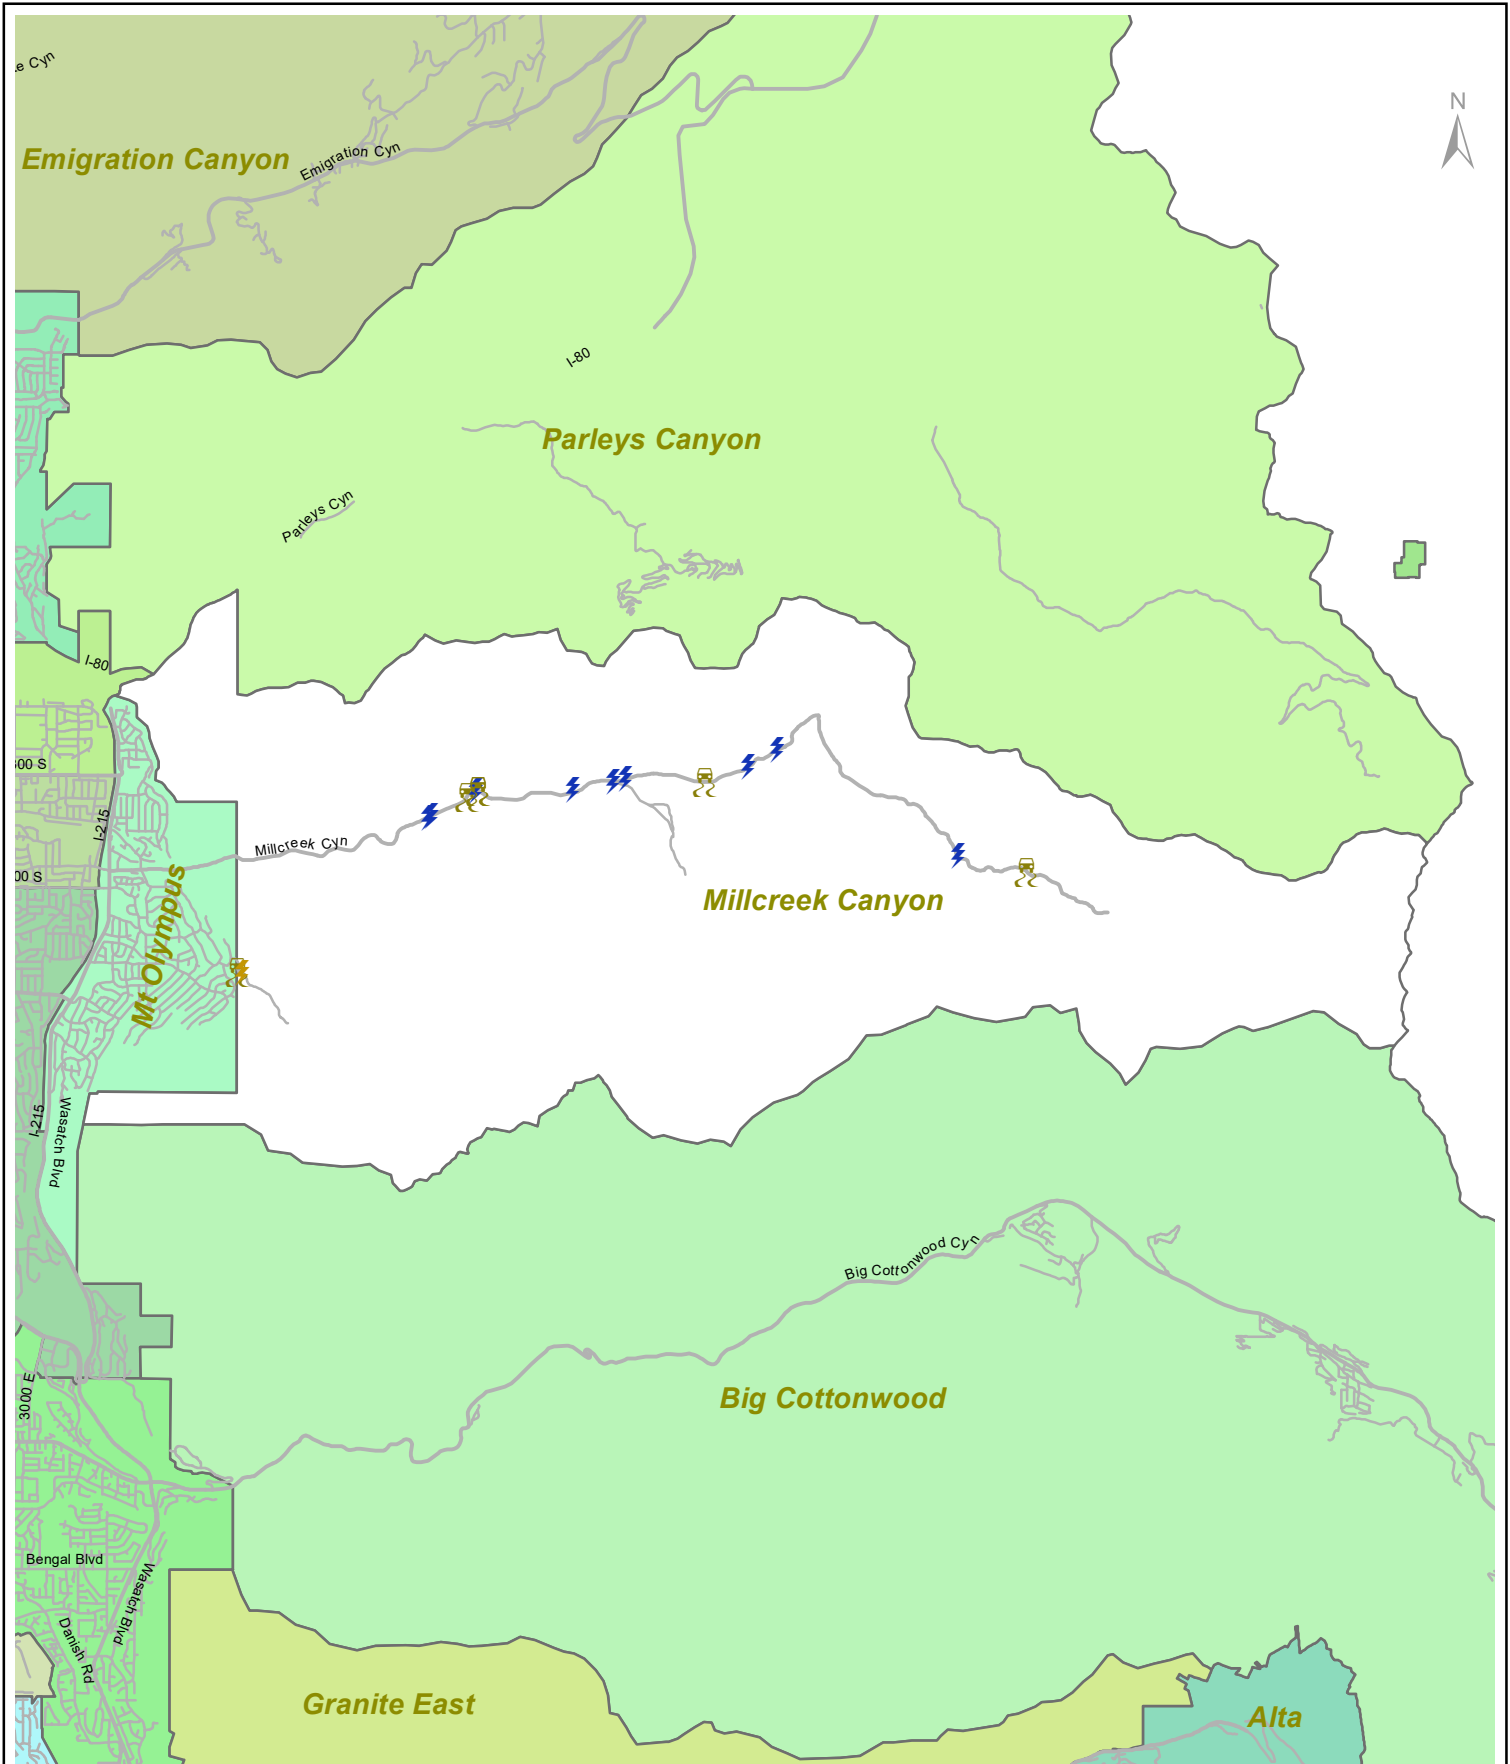 e Cyn
N
Emigration Canyon
Emigration Cyn
I-80
Parleys Canyon
Parleys Cyn
I-80
00 S
I-215
Millcreek Cyn
00 S
Millcreek Canyon
Mt Olympus
I-215
Wasatch Blvd
Big Cottonwood Cyn
3000 E
Big Cottonwood
Bengal Blvd
Wasatch Blvd
Danish Rd
Granite East
Alta